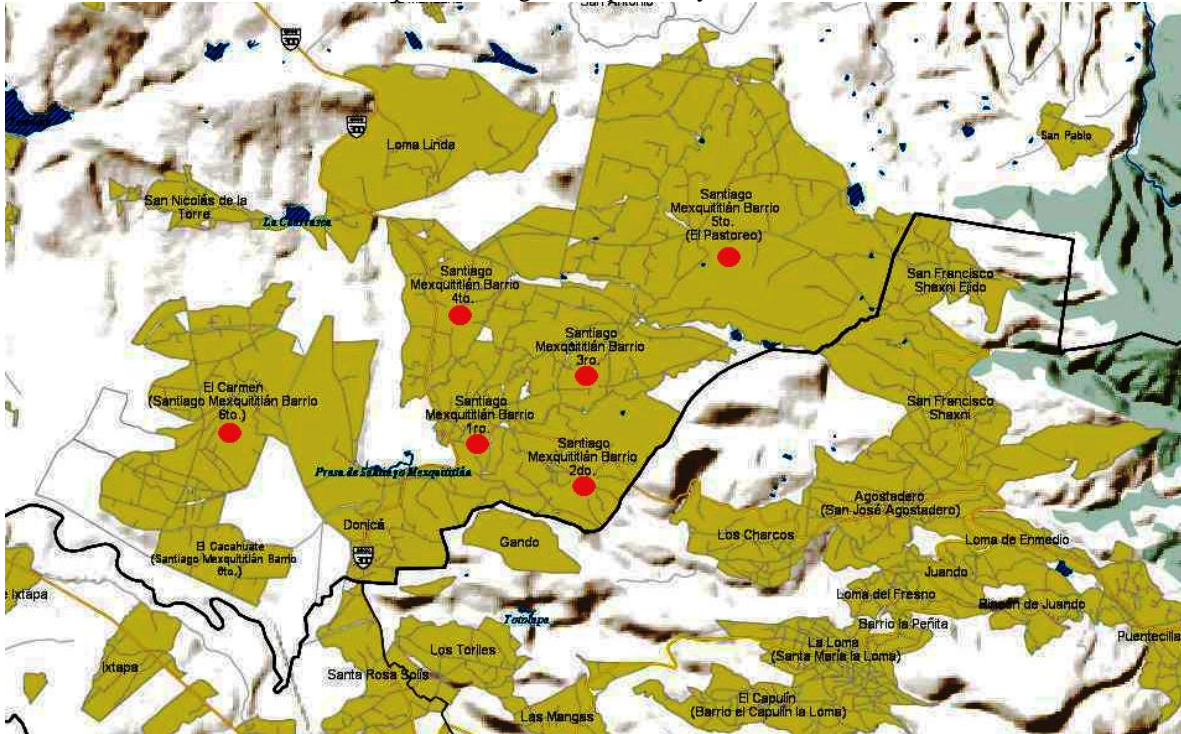 San Antonio
Loma Linda
San Pablo
San Nicolás de la
Torre
La Cuarrasca
Santiago
Mexquititlán Barrio
5to.
(El Pastoreo)
Santiago
Mexquititlán Barrio
4to.
San Francisco
Shaxni Ejido
Santiago
Mexquititlán Barrio
3ro.
El Carmen
(Santiago Mexquititlán Barrio
6to.)
Santiago
Mexquititlán Barrio
1ro.
San Francisco
Shaxni
Santiago
Mexquititlán Barrio
2do.
Presa de Santiago Mexquititlán
Agostadero
(San José Agostadero)
Donicá
Gando
Los Charcos
Loma de Enmedio
El Cacahuate
(Santiago Mexquititlán Barrio
6to.)
Juando
Ixtapa
Loma del Fresno
Rincón de Juando
Totolapa
Barrio la Peñita
Puentecilla
La Loma
(Santa María la Loma)
Los Toriles
Ixtapa
Santa Rosa Solís
El Capulín
(Barrio el Capulín la Loma)
Las Mangas